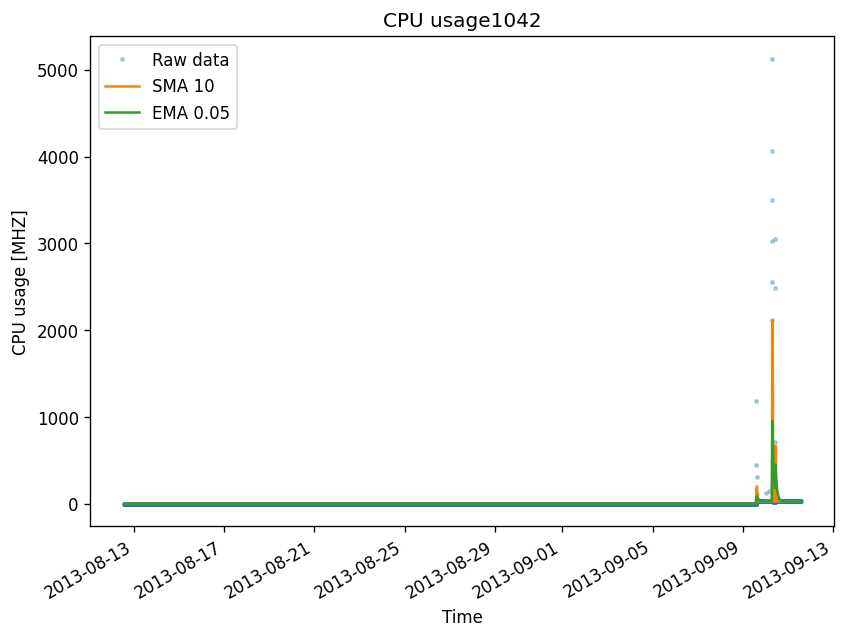 CPU usage1042
Raw data
SMA 10
EMA 0.05
CPU usage [MHZ]
5000
4000
3000
2000
1000
0
2013-08-13
2013-08-17
2013-08-21
2013-08-25
2013-08-29
2013-09-01
2013-09-05
2013-09-09
2013-09-13
Time